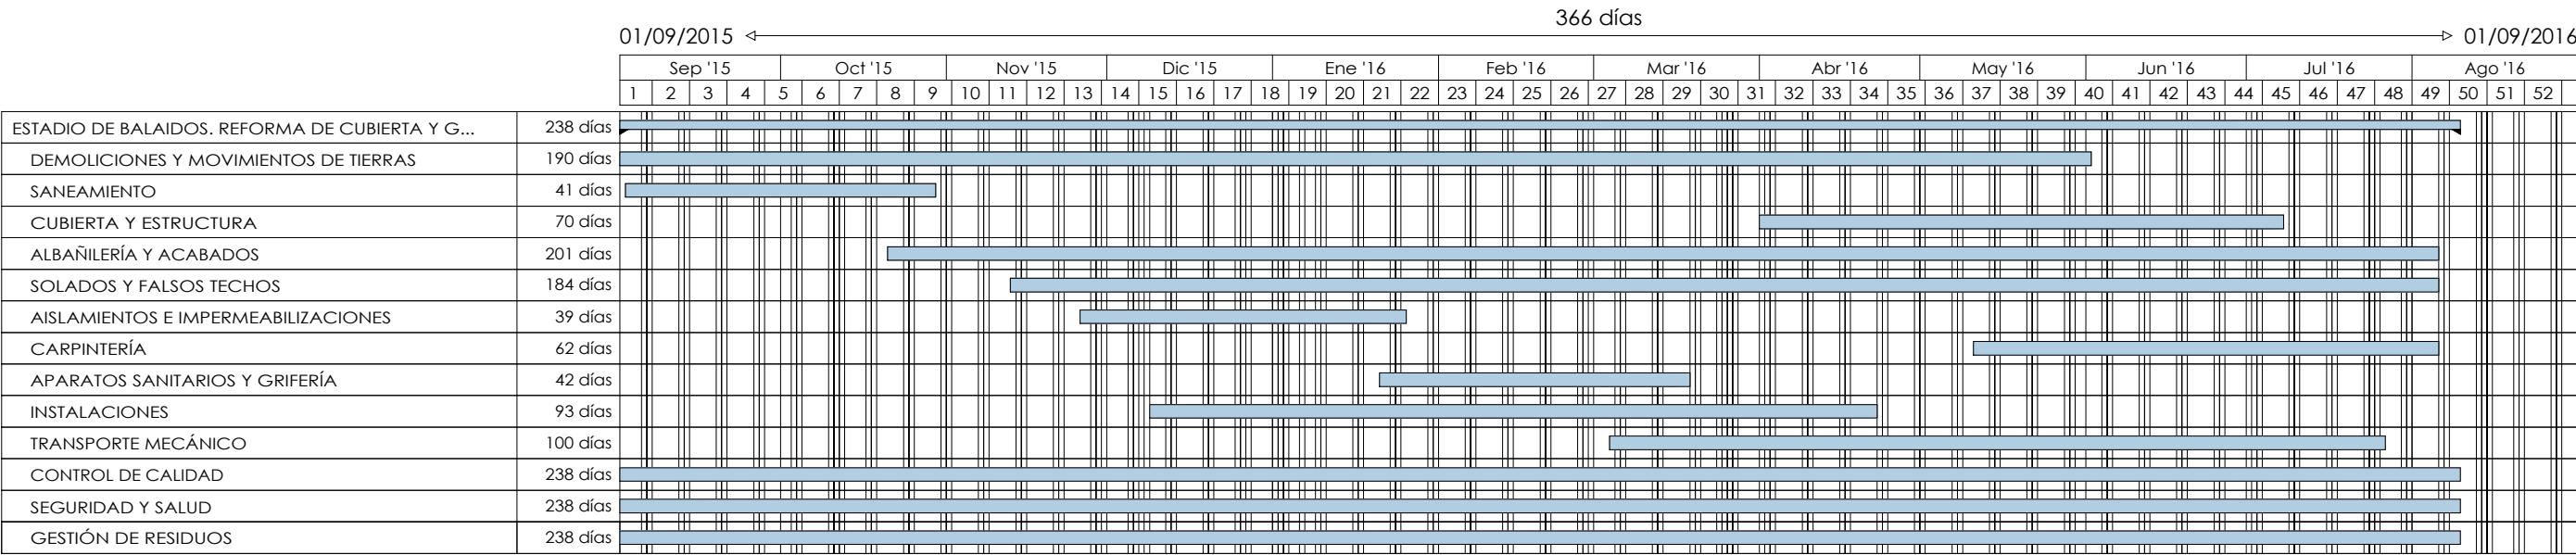 366 días
01/09/2015 01/09/2016
Sep '15 Oct '15 Nov '15 Dic '15 Ene '16 Feb '16 Mar '16 Abr '16 May '16 Jun '16 Jul '16 Ago '16
1 2 3 4 5 6 7 8 9 10 11 12 13 14 15 16 17 18 19 20 21 22 23 24 25 26 27 28 29 30 31 32 33 34 35 36 37 38 39 40 41 42 43 44 45 46 47 48 49 50 51 52
ESTADIO DE BALAIDOS. REFORMA DE CUBIERTA Y G... 238 días
DEMOLICIONES Y MOVIMIENTOS DE TIERRAS 190 días
SANEAMIENTO 41 días
CUBIERTA Y ESTRUCTURA 70 días
ALBAÑILERÍA Y ACABADOS 201 días
SOLADOS Y FALSOS TECHOS 184 días
AISLAMIENTOS E IMPERMEABILIZACIONES 39 días
CARPINTERÍA 62 días
APARATOS SANITARIOS Y GRIFERÍA 42 días
INSTALACIONES 93 días
TRANSPORTE MECÁNICO 100 días
CONTROL DE CALIDAD 238 días
SEGURIDAD Y SALUD 238 días
GESTIÓN DE RESIDUOS 238 días